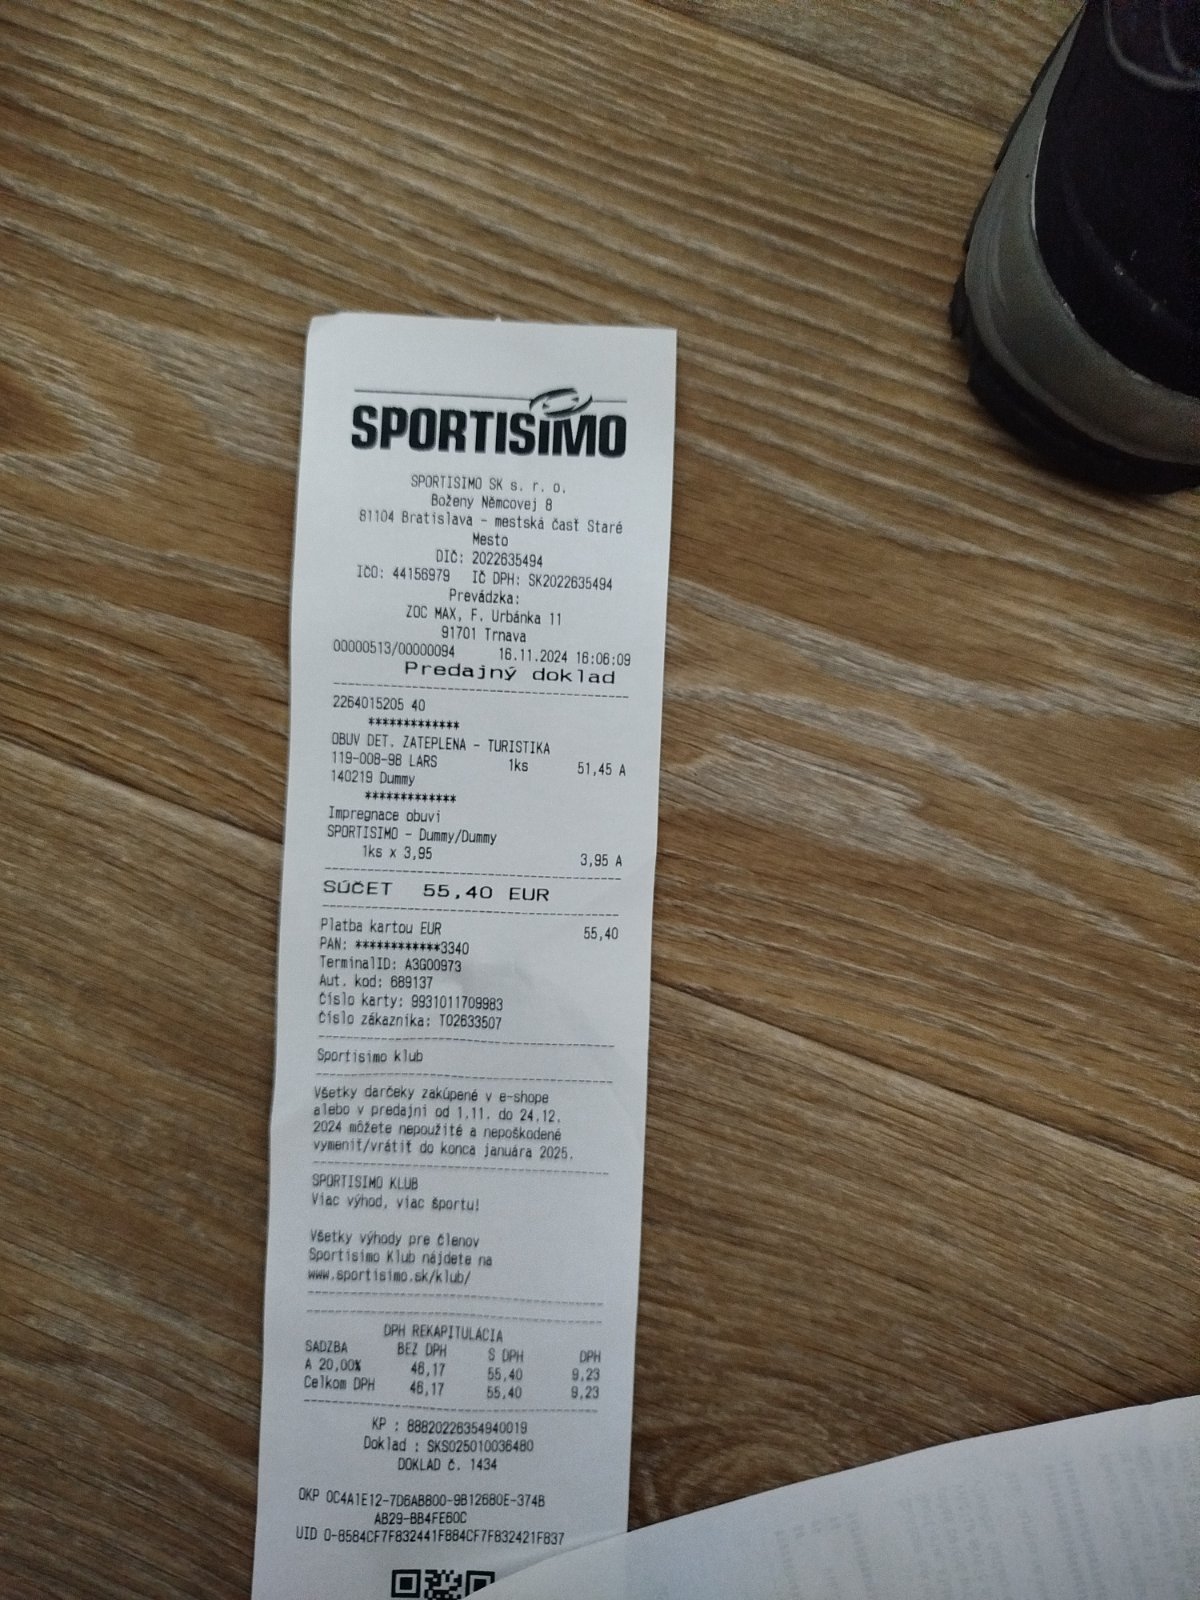 SPORTISIMO
SPORTISIMO SK s. r. o.
Boženy Němcovej 8
81104 Bratislava - mestská časť Staré
Mesto
DIČ: 2022635494
IČO: 44156979 IČ DPH: SK2022635494
Prevádzka:
ZOC MAX, F. Urbánka 11
91701 Trnava
00000513/00000094 16.11.2024 16:06:09
Predajný doklad
2264015205 40
*************
OBUV DET. ZATEPLENA - TURISTIKA
119-008-98 LARS 1ks 51,45 A
140219 Dummy
*************
Impregnace obuvi
SPORTISIMO - Dummy/Dummy
1ks x 3,95 3,95 A
SÚČET 55,40 EUR
Platba kartou EUR 55,40
PAN: ************3340
TerminalID: A3G00973
Aut. kod: 689137
Číslo karty: 9931011709983
Číslo zákazníka: T02633507
Sportisimo klub
Všetky darčeky zakúpené v e-shope
alebo v predajni od 1.11. do 24.12.
2024 môžete nepoužité a nepoškodené
vymeniť/vrátiť do konca januára 2025.
SPORTISIMO KLUB
Viac výhod, viac športu!
Všetky výhody pre členov
Sportisimo Klub nájdete na
www.sportisimo.sk/klub/
DPH REKAPITULÁCIA
SADZBA BEZ DPH S DPH DPH
A 20,00% 46,17 55,40 9,23
Celkom DPH 46,17 55,40 9,23
KP : 88820226354940019
Doklad : SKS025010036480
DOKLAD č. 1434
OKP 0C4A1E12-7D6AB800-9B12680E-374B
AB29-BB4FE60C
UID O-8584CF7F832441F884CF7F832421F837